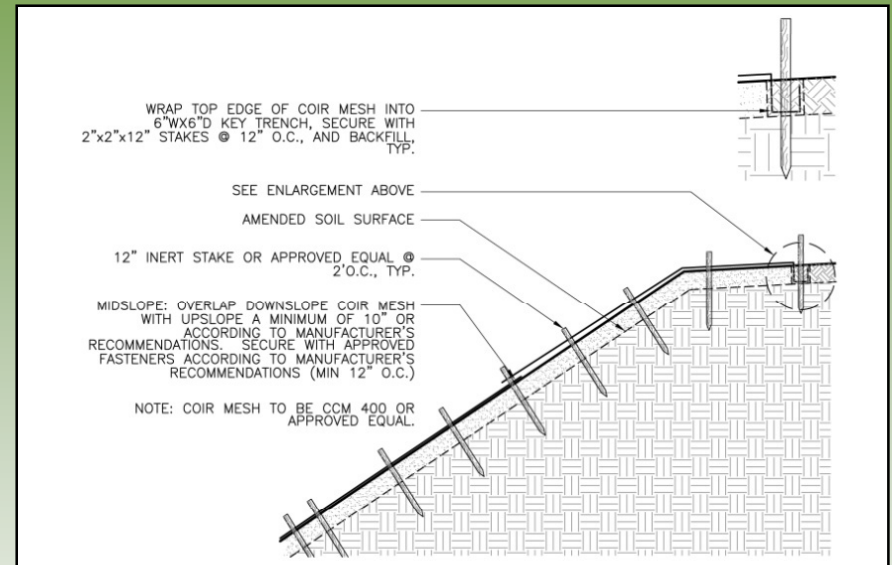 WRAP TOP EDGE OF COIR MESH INTO
6"WX6"D KEY TRENCH, SECURE WITH
2"x2"x12" STAKES @ 12" O.C., AND BACKFILL,
TYP.
SEE ENLARGEMENT ABOVE
AMENDED SOIL SURFACE
12" INERT STAKE OR APPROVED EQUAL @
2'O.C., TYP.
MIDSLOPE: OVERLAP DOWNSLOPE COIR MESH
WITH UPSLOPE A MINIMUM OF 10" OR
ACCORDING TO MANUFACTURER'S
RECOMMENDATIONS. SECURE WITH APPROVED
FASTENERS ACCORDING TO MANUFACTURER'S
RECOMMENDATIONS (MIN 12" O.C.)
NOTE: COIR MESH TO BE CCM 400 OR
APPROVED EQUAL.